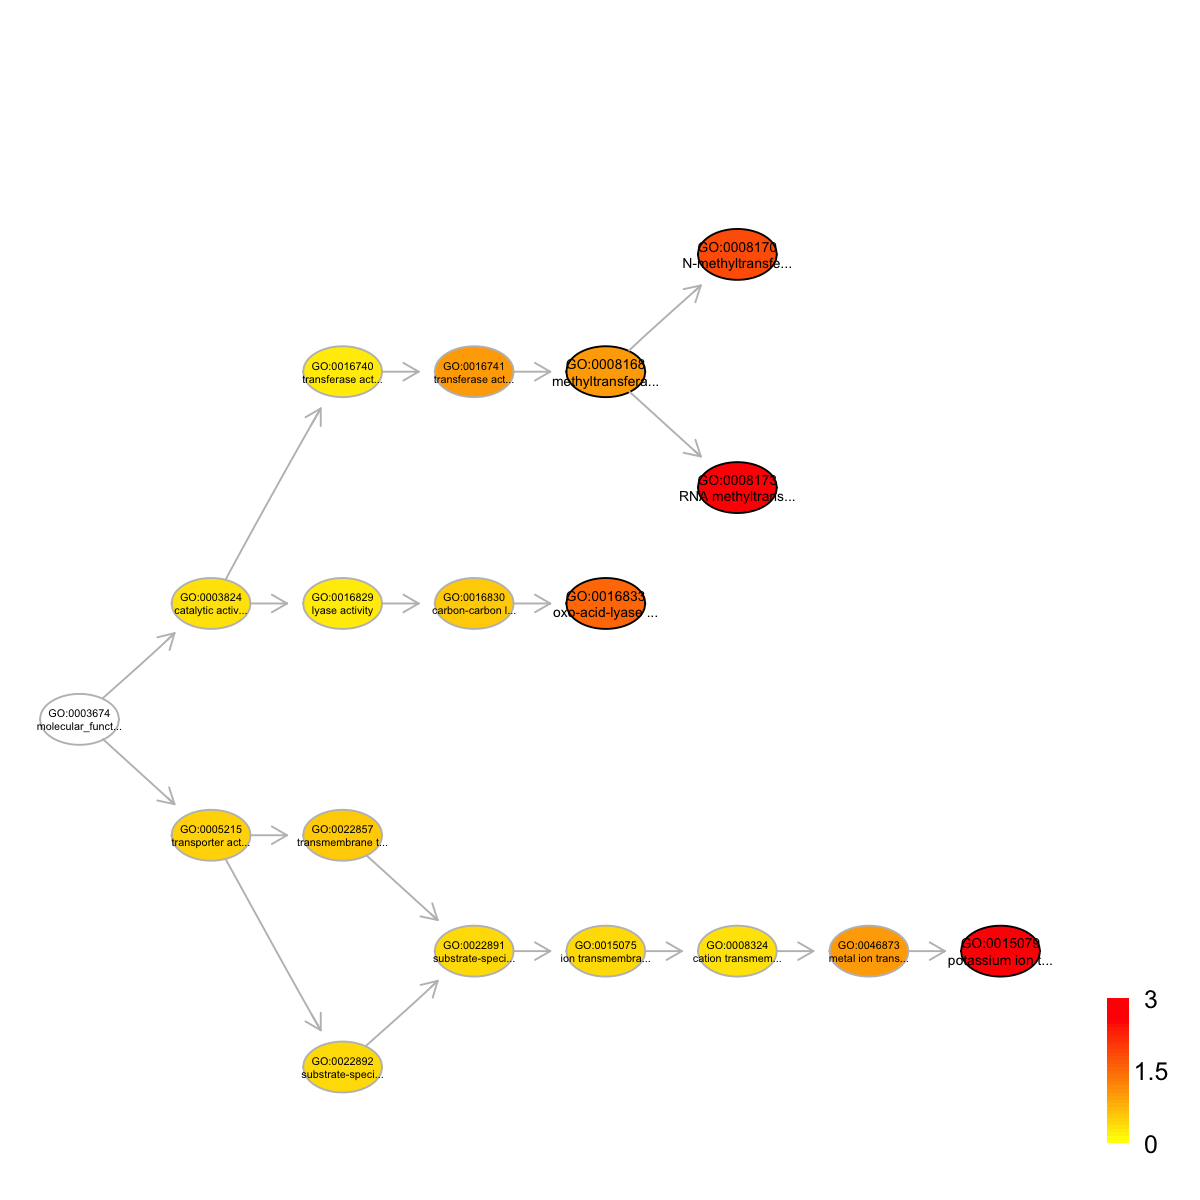 GO:0008170
N-methyltransfe...
GO:0016740
transferase act...
GO:0016741
transferase act...
GO:0008168
methyltransfera...
GO:0008173
RNA methyltrans...
GO:0003824
catalytic activ...
GO:0016829
lyase activity
GO:0016830
carbon-carbon l...
GO:0016833
oxo-acid-lyase ...
GO:0003674
molecular_funct...
GO:0005215
transporter act...
GO:0022857
transmembrane t...
GO:0022891
substrate-speci...
GO:0015075
ion transmembra...
GO:0008324
cation transmem...
GO:0046873
metal ion trans...
GO:0015079
potassium ion t...
GO:0022892
substrate-speci...
3
1.5
0